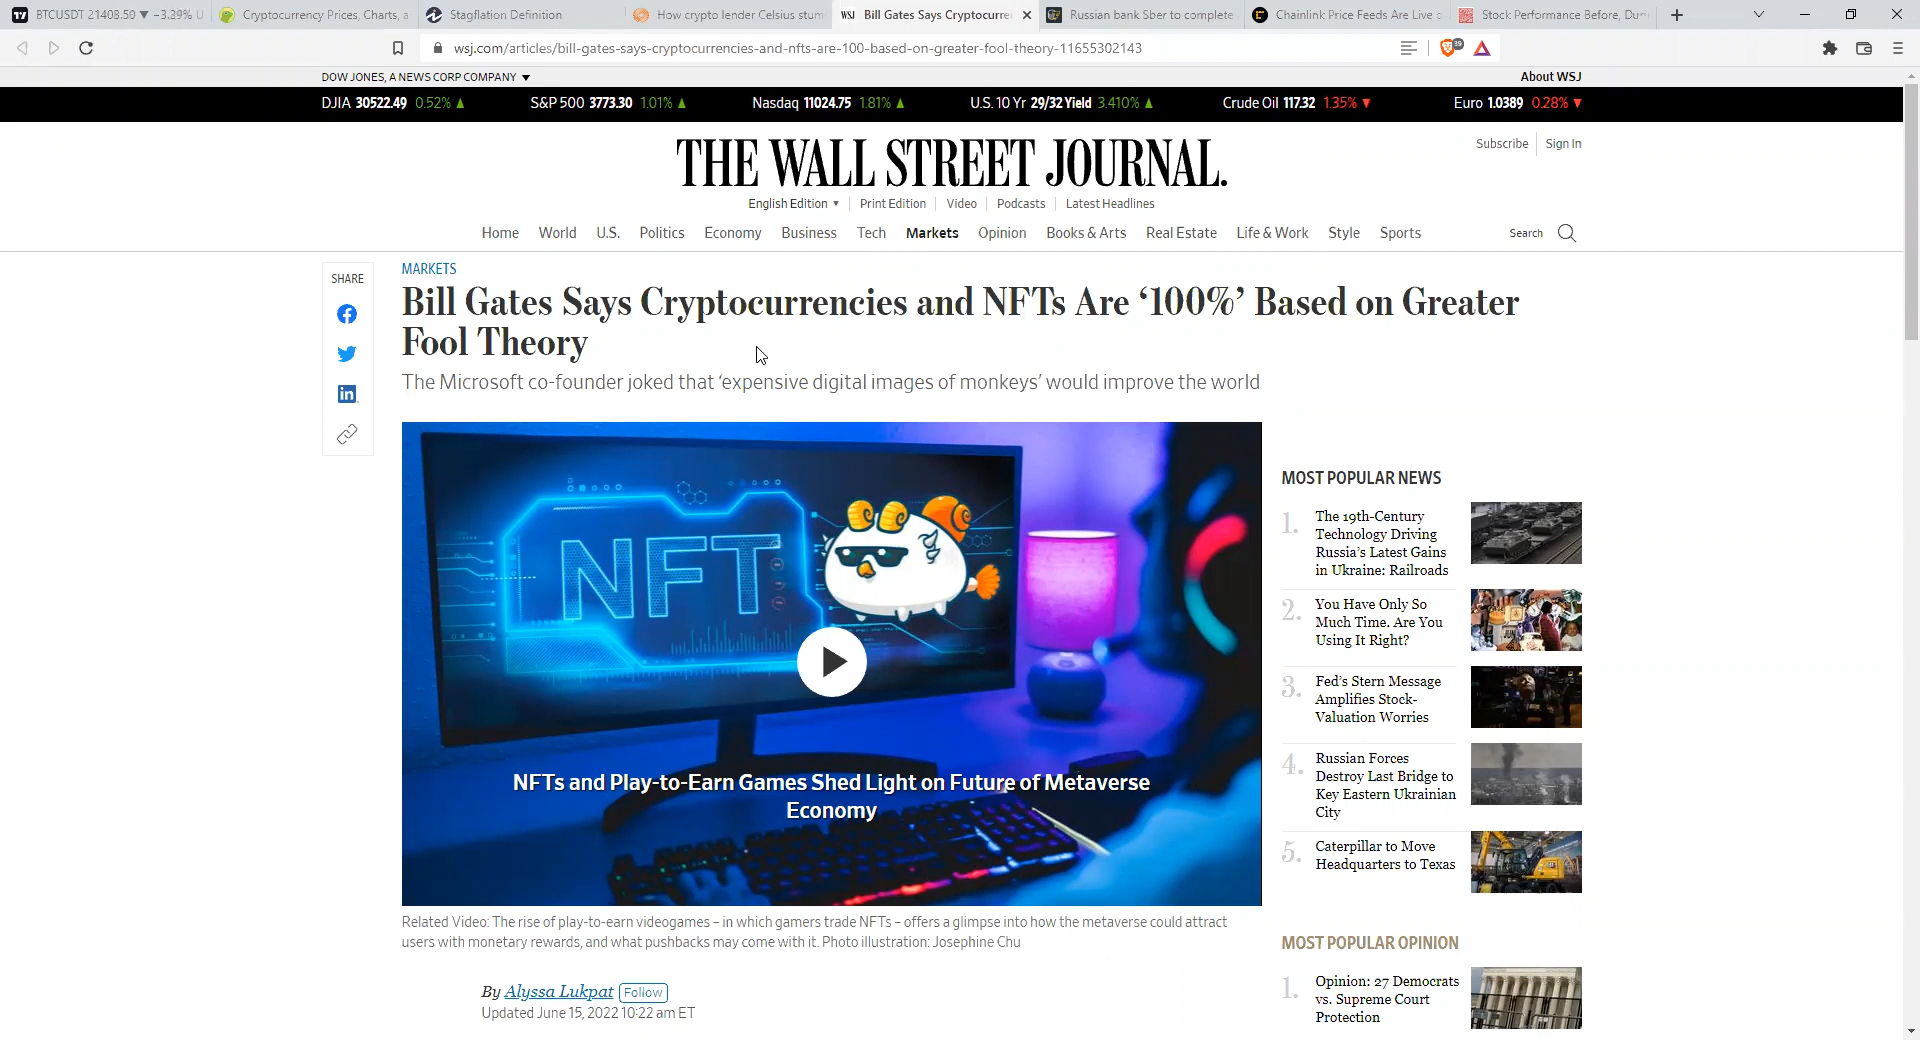 BTCUSDT 21408.50 ▼ −3.39% U
Cryptocurrency Prices, Charts, a
Stagflation Definition
How crypto lender Celsius stum
WSJ Bill Gates Says Cryptocurre
Russian bank Sber to complete
Chainlink Price Feeds Are Live o
Stock Performance Before, Duri
wsj.com/articles/bill-gates-says-cryptocurrencies-and-nfts-are-100-based-on-greater-fool-theory-11655302143
39
DOW JONES, A NEWS CORP COMPANY ▼
About WSJ
DJIA 30522.49 0.52% ▲
S&P 500 3773.30 1.01% ▲
Nasdaq 11024.75 1.81% ▲
U.S. 10 Yr 29/32 Yield 3.410% ▲
Crude Oil 117.32 1.35% ▼
Euro 1.0389 0.28% ▼
THE WALL STREET JOURNAL.
Subscribe Sign In
English Edition ▼ Print Edition Video Podcasts Latest Headlines
Home World U.S. Politics Economy Business Tech Markets Opinion Books & Arts Real Estate Life & Work Style Sports
Search
SHARE
MARKETS
Bill Gates Says Cryptocurrencies and NFTs Are ‘100%’ Based on Greater
Fool Theory
The Microsoft co-founder joked that ‘expensive digital images of monkeys’ would improve the world
NFT
NFTs and Play-to-Earn Games Shed Light on Future of Metaverse
Economy
Related Video: The rise of play-to-earn videogames – in which gamers trade NFTs – offers a glimpse into how the metaverse could attract
users with monetary rewards, and what pushbacks may come with it. Photo illustration: Josephine Chu
By Alyssa Lukpat Follow
Updated June 15, 2022 10:22 am ET
MOST POPULAR NEWS
1. The 19th-Century
Technology Driving
Russia’s Latest Gains
in Ukraine: Railroads
2. You Have Only So
Much Time. Are You
Using It Right?
3. Fed’s Stern Message
Amplifies Stock-
Valuation Worries
4. Russian Forces
Destroy Last Bridge to
Key Eastern Ukrainian
City
5. Caterpillar to Move
Headquarters to Texas
MOST POPULAR OPINION
1. Opinion: 27 Democrats
vs. Supreme Court
Protection